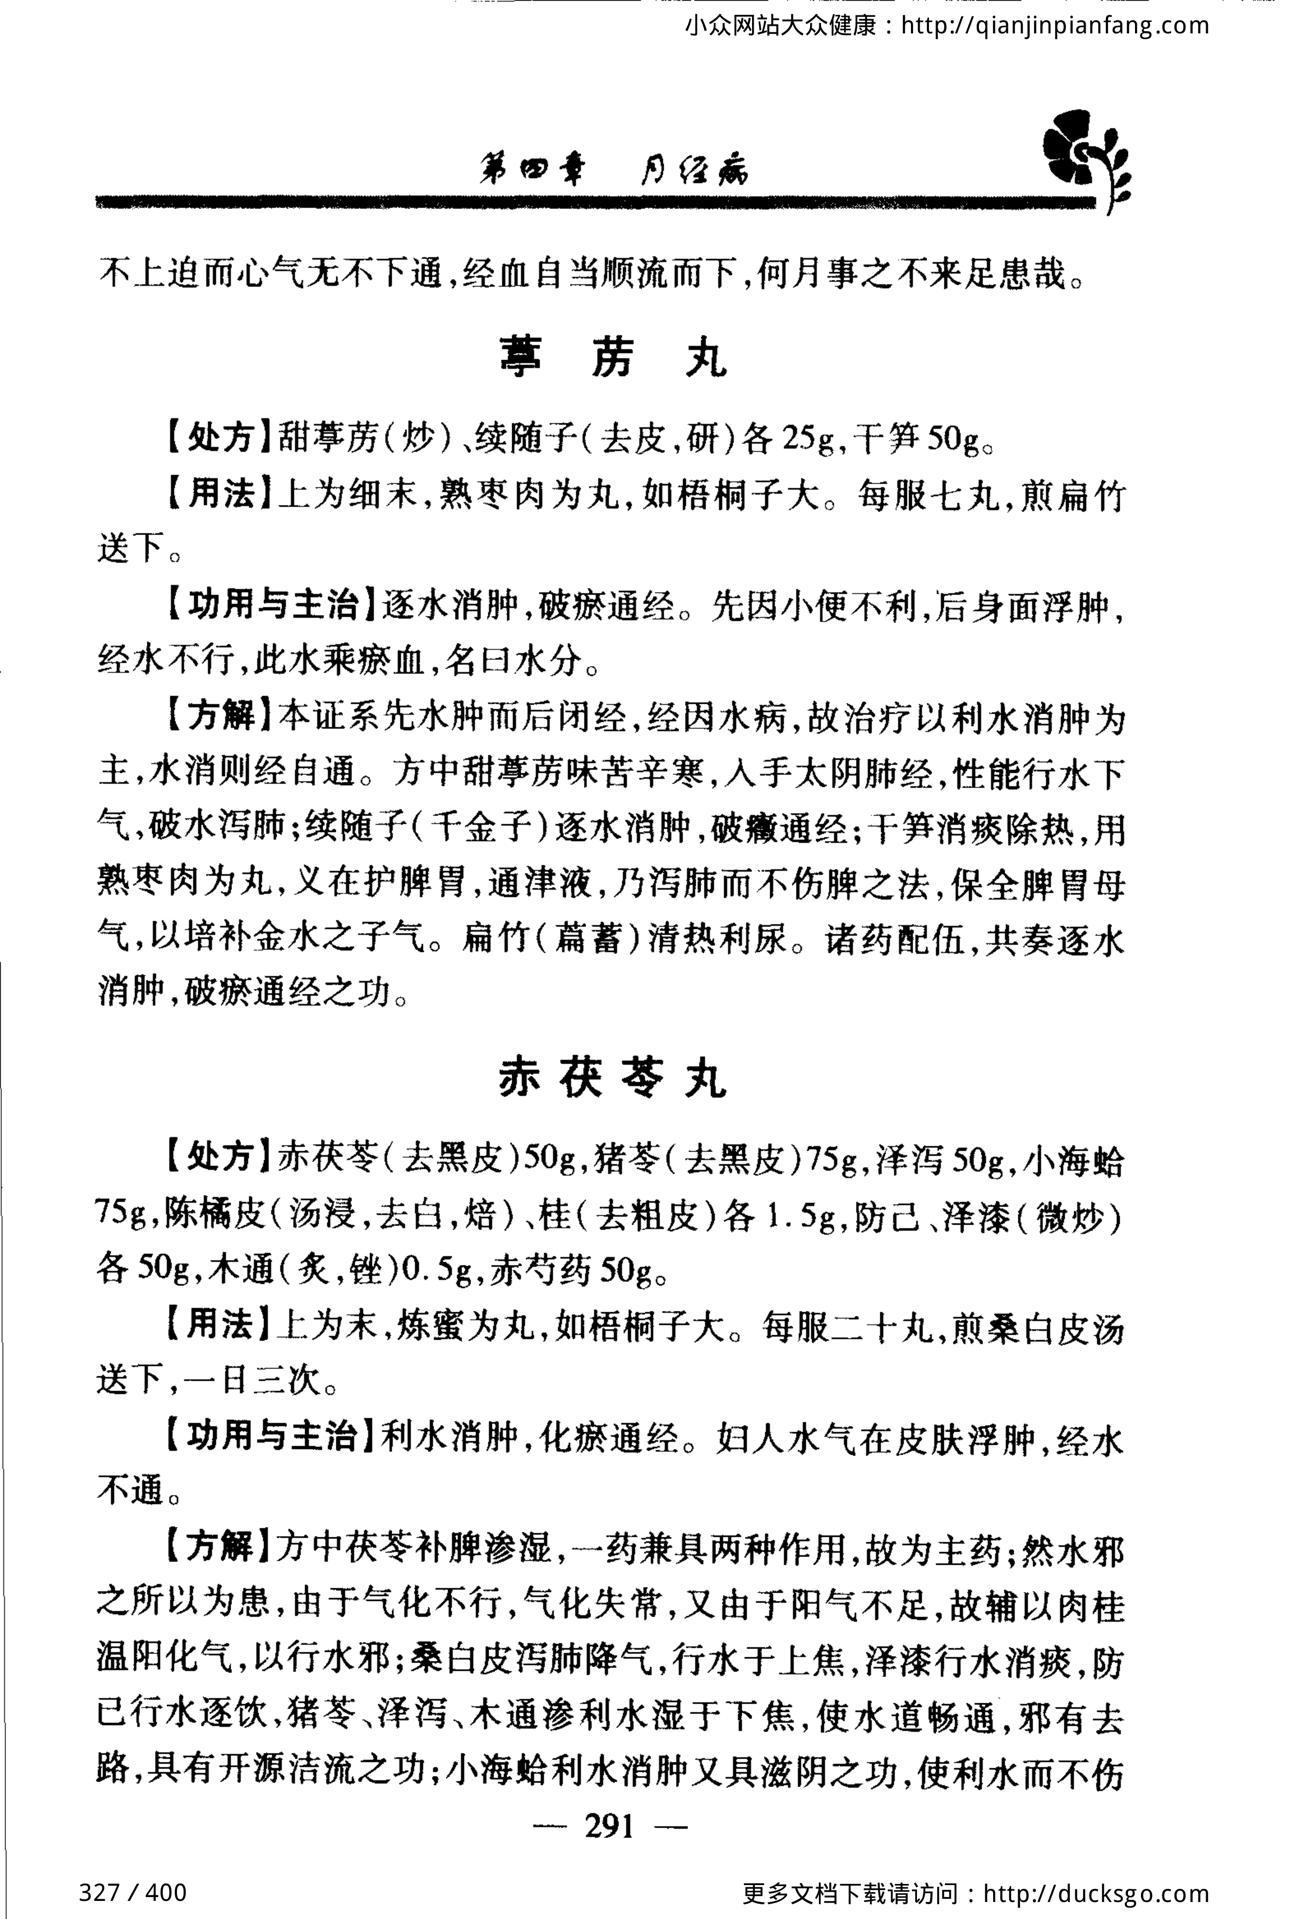 小众网站大众健康：http://qianjinpianfang.com
第四章 月经病
不上迫而心气无不下通,经血自当顺流而下,何月事之不来足患哉。
葶苈丸
【处方】甜葶苈(炒)、续随子(去皮,研)各25g,干笋50g。
【用法】上为细末,熟枣肉为丸,如梧桐子大。每服七丸,煎扁竹
送下。
【功用与主治】逐水消肿,破瘀通经。先因小便不利,后身面浮肿,
经水不行,此水乘瘀血,名曰水分。
【方解】本证系先水肿而后闭经,经因水病,故治疗以利水消肿为
主,水消则经自通。方中甜葶苈味苦辛寒,入手太阴肺经,性能行水下
气,破水泻肺;续随子(千金子)逐水消肿,破癥通经;干笋消痰除热,用
熟枣肉为丸,义在护脾胃,通津液,乃泻肺而不伤脾之法,保全脾胃母
气,以培补金水之子气。扁竹(萹蓄)清热利尿。诸药配伍,共奏逐水
消肿,破瘀通经之功。
赤茯苓丸
【处方】赤茯苓(去黑皮)50g,猪苓(去黑皮)75g,泽泻50g,小海蛤
75g,陈橘皮(汤浸,去白,焙)、桂(去粗皮)各1.5g,防己、泽漆(微炒)
各50g,木通(炙,锉)0.5g,赤芍药50g。
【用法】上为末,炼蜜为丸,如梧桐子大。每服二十丸,煎桑白皮汤
送下,一日三次。
【功用与主治】利水消肿,化瘀通经。妇人水气在皮肤浮肿,经水
不通。
【方解】方中茯苓补脾渗湿,一药兼具两种作用,故为主药;然水邪
之所以为患,由于气化不行,气化失常,又由于阳气不足,故辅以肉桂
温阳化气,以行水邪;桑白皮泻肺降气,行水于上焦,泽漆行水消痰,防
已行水逐饮,猪苓、泽泻、木通渗利水湿于下焦,使水道畅通,邪有去
路,具有开源洁流之功;小海蛤利水消肿又具滋阴之功,使利水而不伤
— 291 —
327 / 400
更多文档下载请访问：http://ducksgo.com